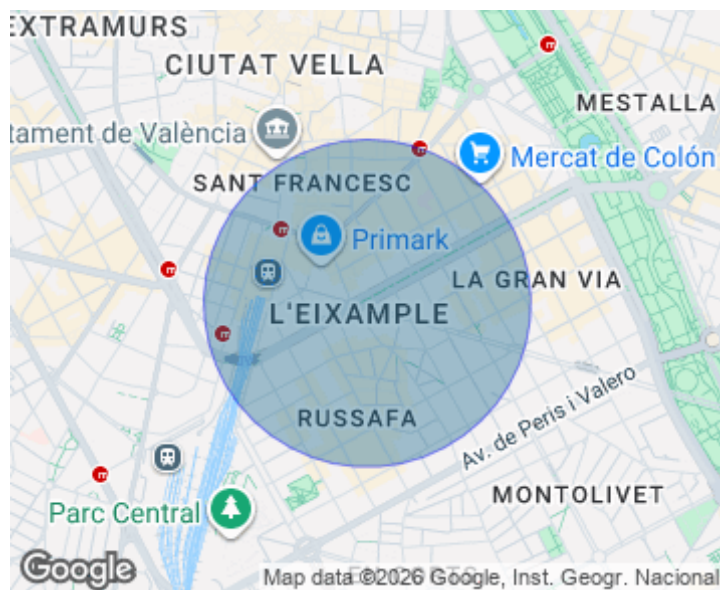 EXTRAMURS
CIUTAT VELLA
MESTALLA
tament de València
Mercat de Colón
SANT FRANCESC
Primark
LA GRAN VIA
L'EIXAMPLE
RUSSAFA
Av. de Peris i Valero
MONTOLIVET
Parc Central
Google
Map data ©2026 Google, Inst. Geogr. Nacional